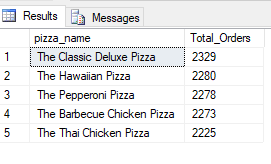 Results Messages
pizza_name Total_Orders
1 The Classic Deluxe Pizza 2329
2 The Hawaiian Pizza 2280
3 The Pepperoni Pizza 2278
4 The Barbecue Chicken Pizza 2273
5 The Thai Chicken Pizza 2225